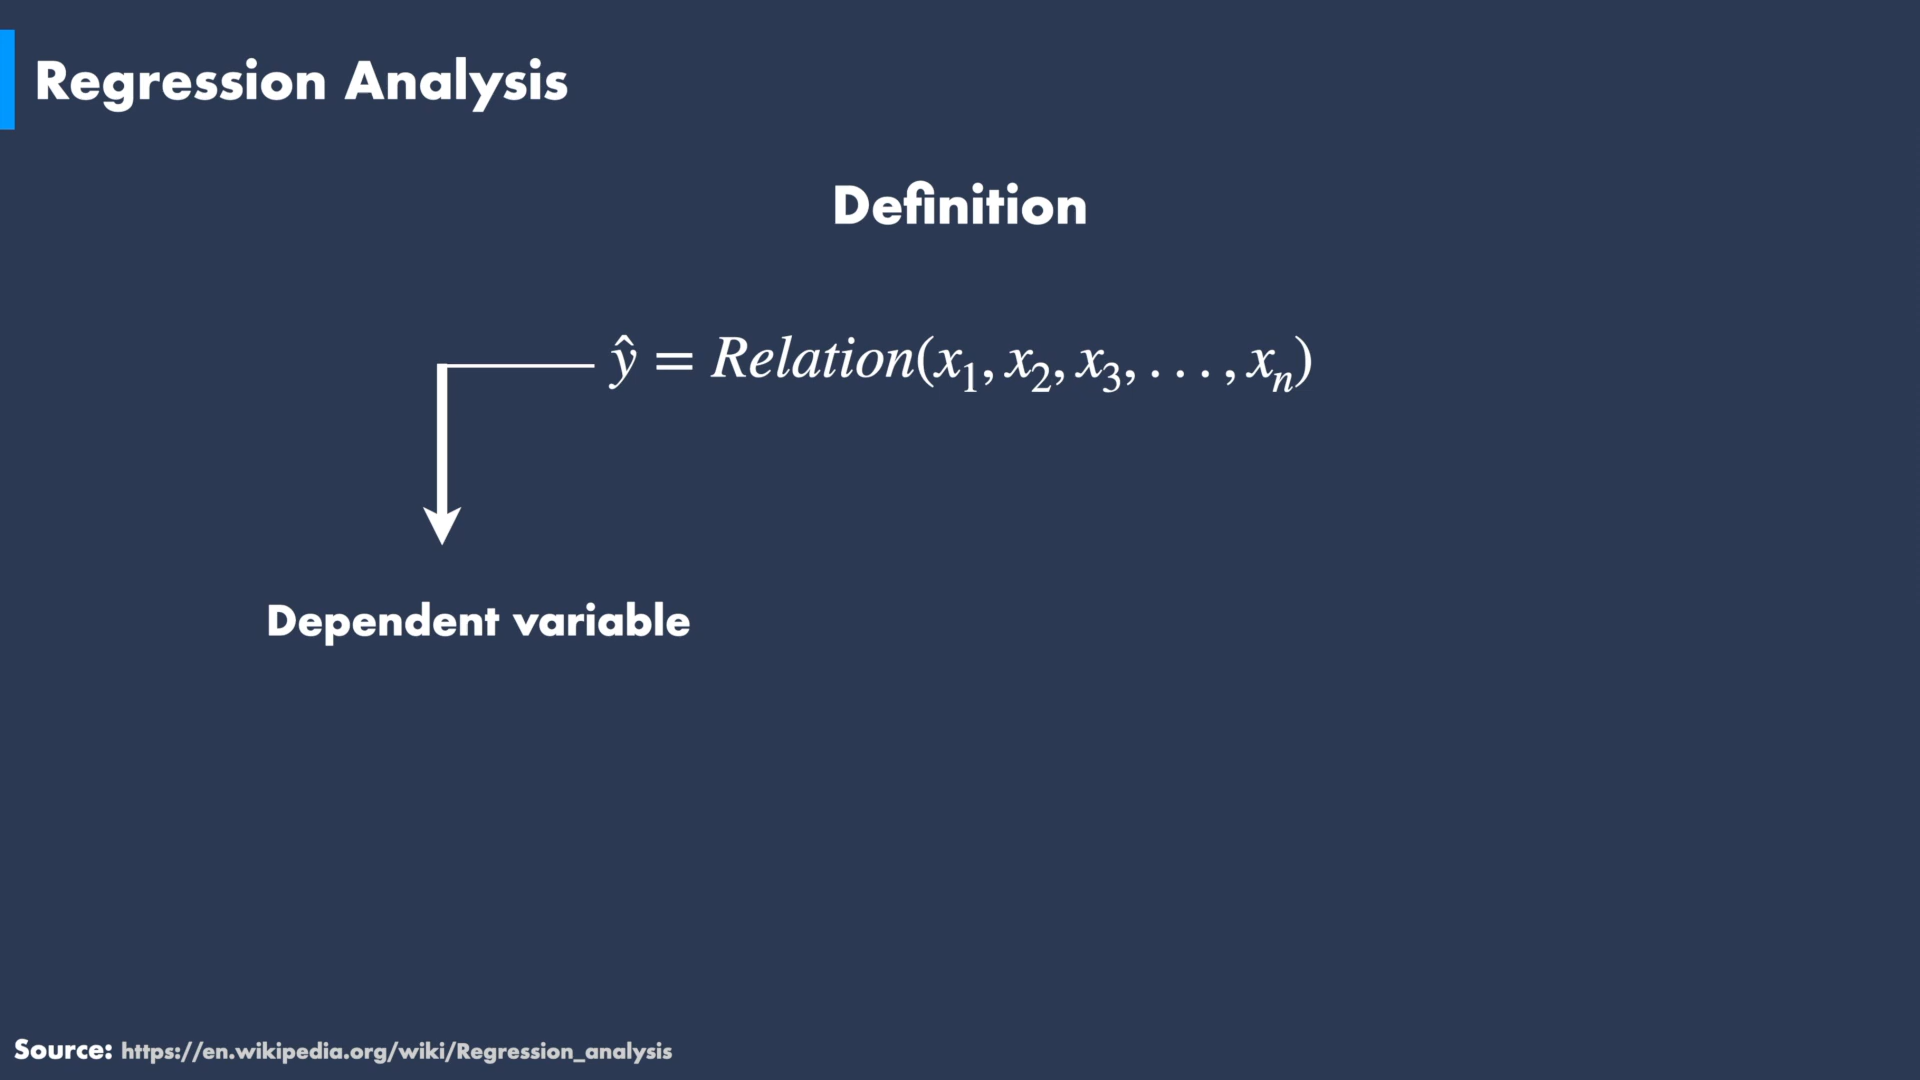 Regression Analysis
Definition
ŷ = Relation(x₁, x₂, x₃, . . . , xₙ)
Dependent variable
Source: https://en.wikipedia.org/wiki/Regression_analysis